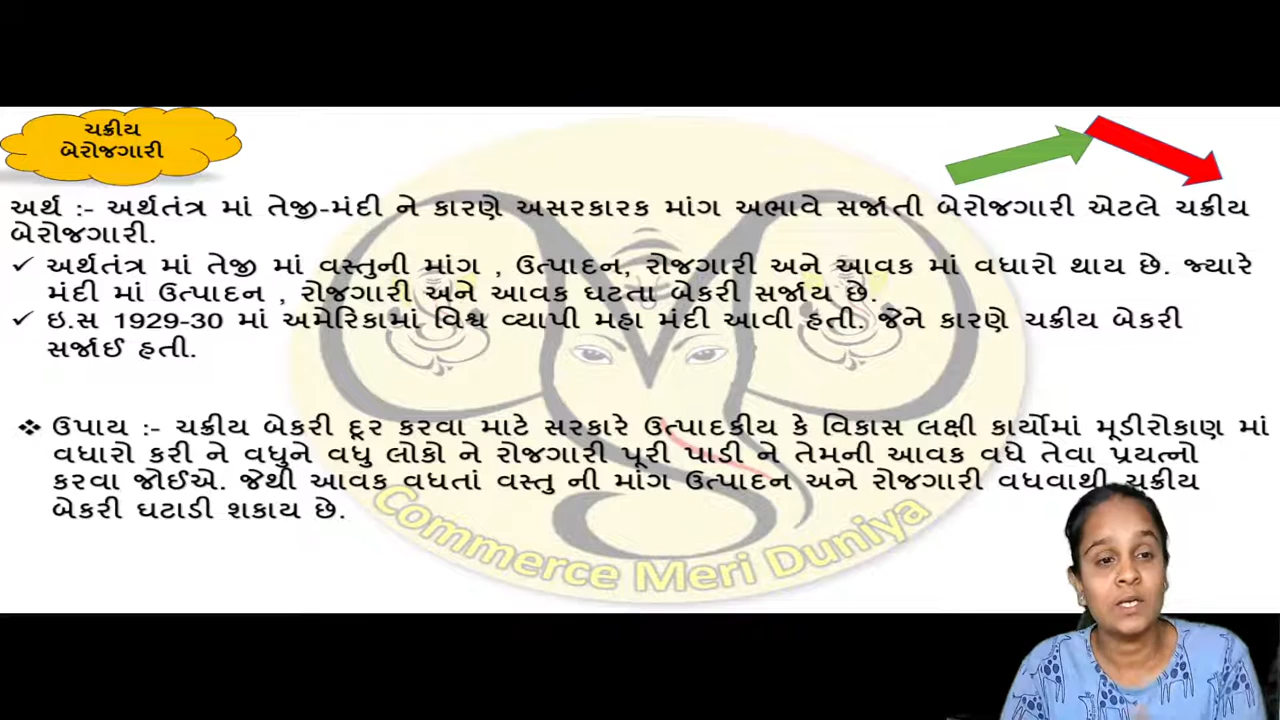 ચક્રીય
બેરોજગારી
અર્થ :- અર્થતંત્ર માં તેજી-મંદી ને કારણે અસરકારક માંગ અભાવે સર્જાતી બેરોજગારી એટલે ચક્રીય
બેરોજગારી.
✓ અર્થતંત્ર માં તેજી માં વસ્તુની માંગ , ઉત્પાદન, રોજગારી અને આવક માં વધારો થાય છે. જ્યારે
મંદી માં ઉત્પાદન , રોજગારી અને આવક ઘટતા બેકરી સર્જાય છે.
✓ ઇ.સ 1929-30 માં અમેરિકામાં વિશ્વ વ્યાપી મહા મંદી આવી હતી. જેને કારણે ચક્રીય બેકરી
સર્જાઈ હતી.
❖ ઉપાય :- ચક્રીય બેકરી દૂર કરવા માટે સરકારે ઉત્પાદકીય કે વિકાસ લક્ષી કાર્યોમાં મૂડીરોકાણ માં
વધારો કરી ને વધુને વધુ લોકો ને રોજગારી પૂરી પાડી ને તેમની આવક વધે તેવા પ્રયત્નો
કરવા જોઈએ. જેથી આવક વધતાં વસ્તુ ની માંગ ઉત્પાદન અને રોજગારી વધવાથી ચક્રીય
બેકરી ઘટાડી શકાય છે.
Commerce Meri Duniya